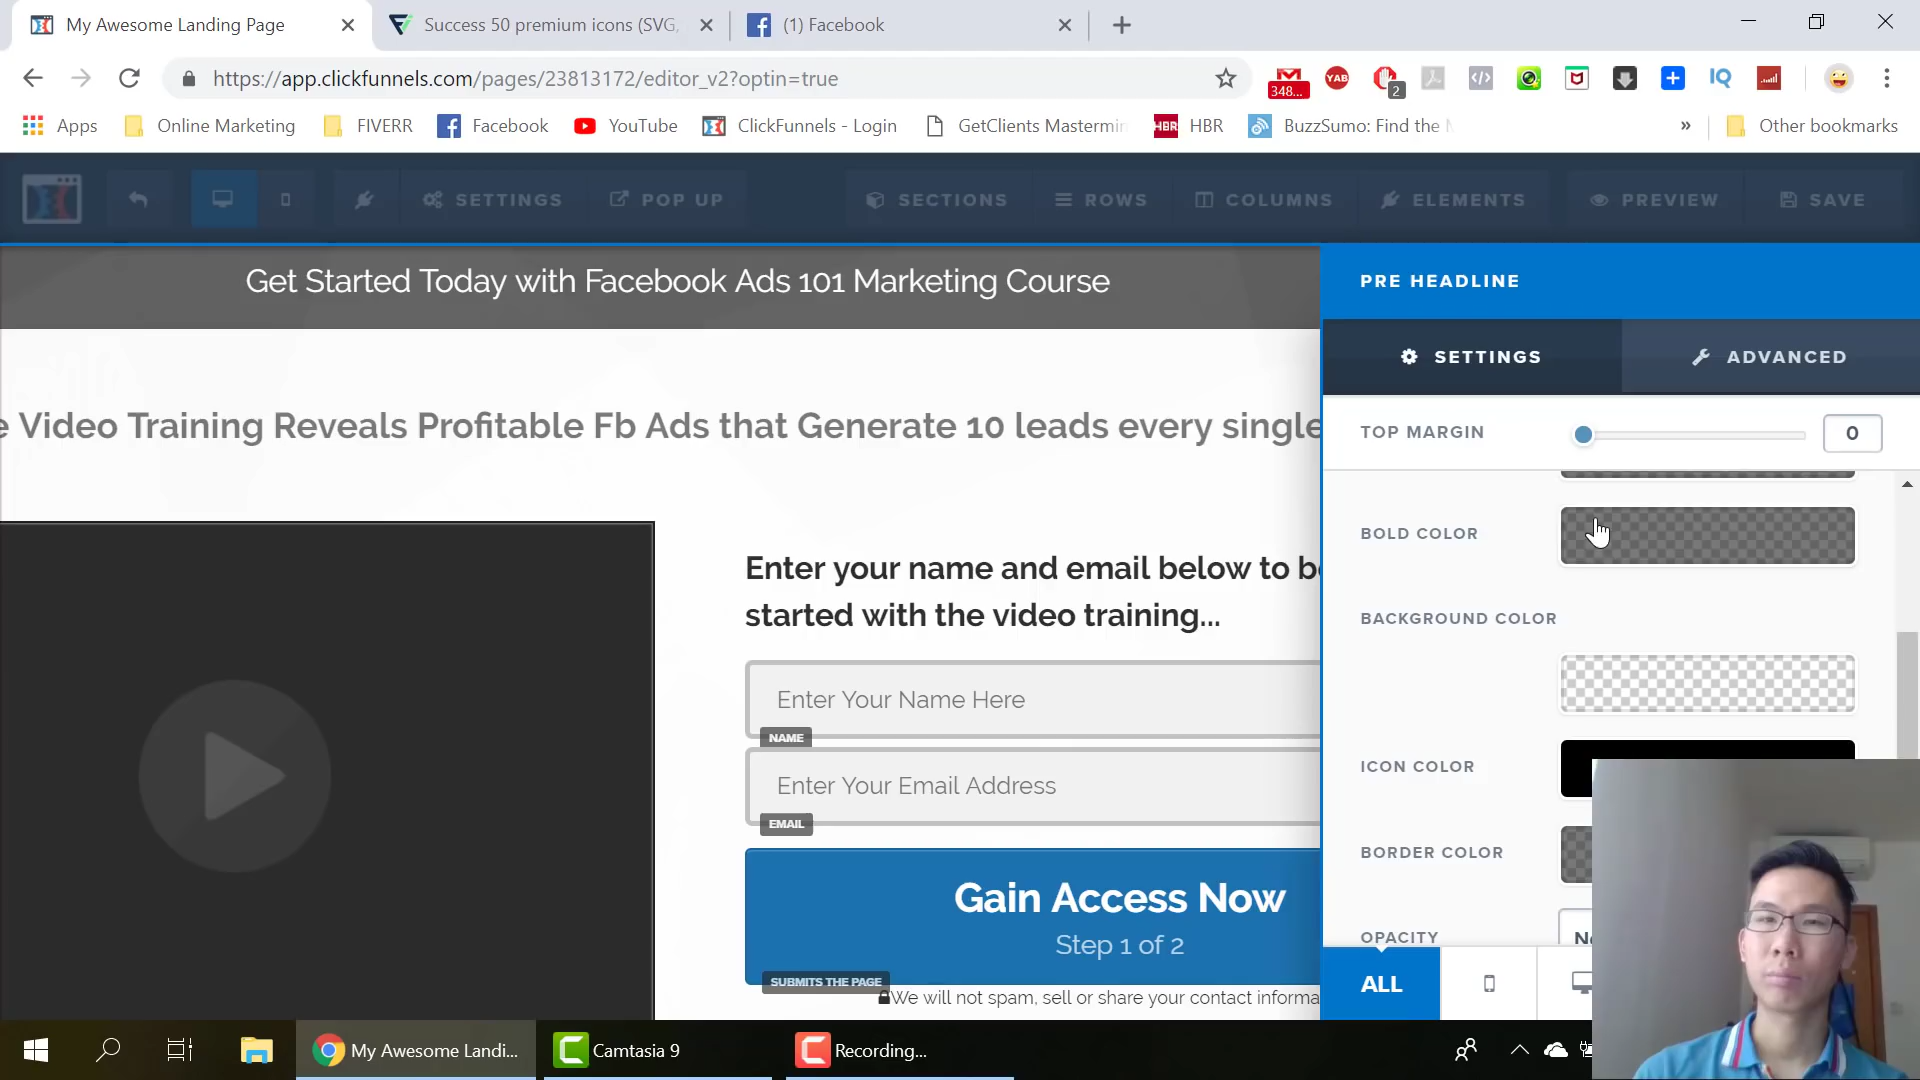 My Awesome Landing Page
Success 50 premium icons (SVG,
(1) Facebook
https://app.clickfunnels.com/pages/23813172/editor_v2?optin=true
348...
YAB
2
IQ
Apps
Online Marketing
FIVERR
Facebook
YouTube
ClickFunnels - Login
GetClients Mastermin
HBR
HBR
BuzzSumo: Find the M
»
Other bookmarks
SETTINGS
POP UP
SECTIONS
ROWS
COLUMNS
ELEMENTS
PREVIEW
SAVE
Get Started Today with Facebook Ads 101 Marketing Course
e Video Training Reveals Profitable Fb Ads that Generate 10 leads every single
Enter your name and email below to be
started with the video training...
Enter Your Name Here
NAME
Enter Your Email Address
EMAIL
Gain Access Now
Step 1 of 2
SUBMITS THE PAGE
We will not spam, sell or share your contact informa
PRE HEADLINE
SETTINGS
ADVANCED
TOP MARGIN
0
BOLD COLOR
BACKGROUND COLOR
ICON COLOR
BORDER COLOR
OPACITY
ALL
My Awesome Landi...
Camtasia 9
Recording...